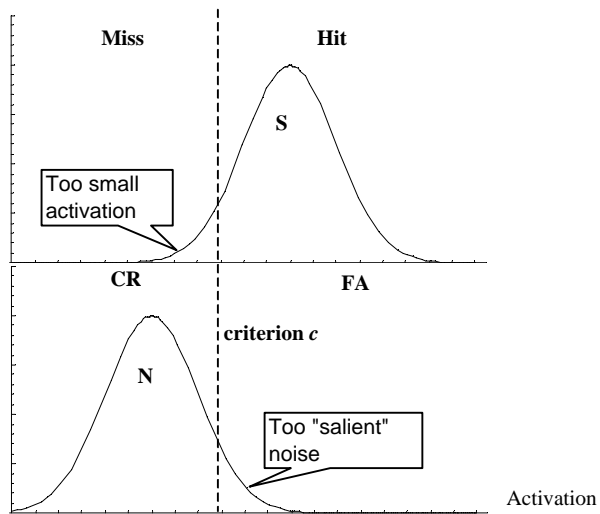 Miss Hit
S
Too small
activation
CR FA
criterion c
N
Too "salient"
noise
Activation